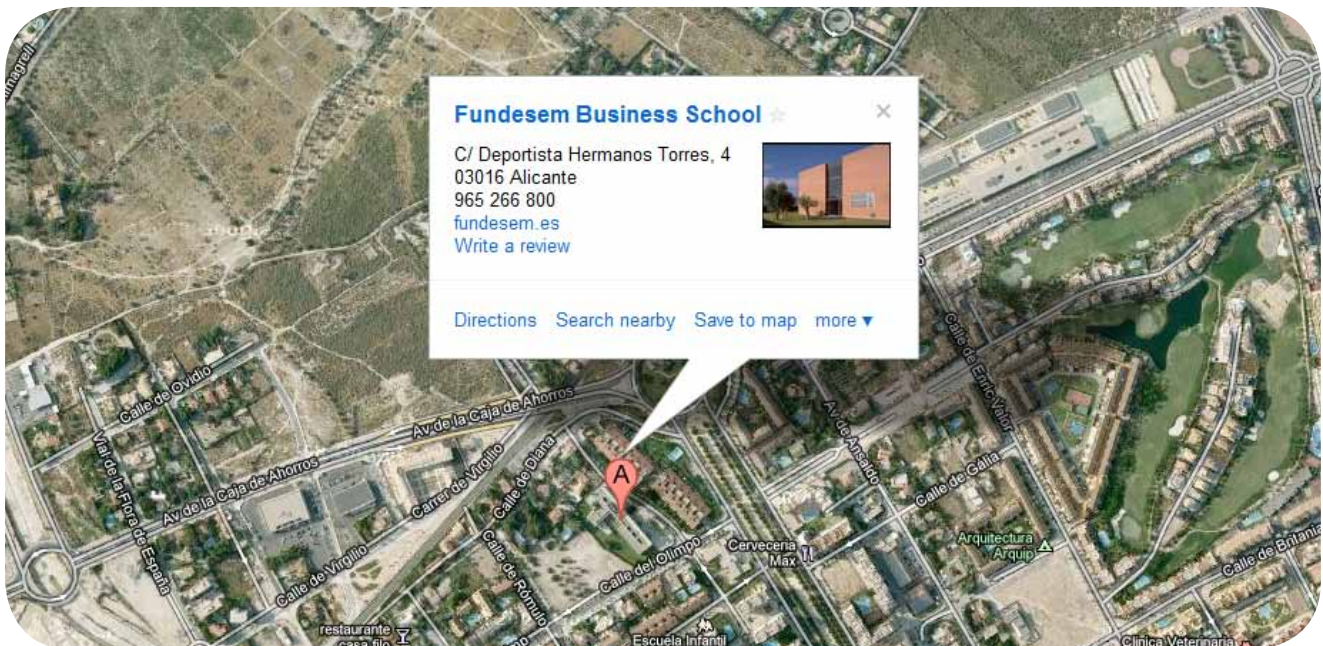 Fundesem Business School
C/ Deportista Hermanos Torres, 4
03016 Alicante
965 266 800
fundesem.es
Write a review
Directions Search nearby Save to map more ▼
Calle de Ovidio
Vial de la Flora de España
Av de la Caja de Ahorros
Av de la Caja de Ahorros
Carrer de Virgilio
Calle de Virgilio
Calle de Diana
Calle de Rómulo
A
Calle del Olimpo
Av de Ansaldo
Calle de Enric Valor
Calle de Gália
Cerveceria
Max
Arquitectura
Arquip
Calle de Britania
restaurante
casa filo
Escuela Infantil
Clinica Veterinaria